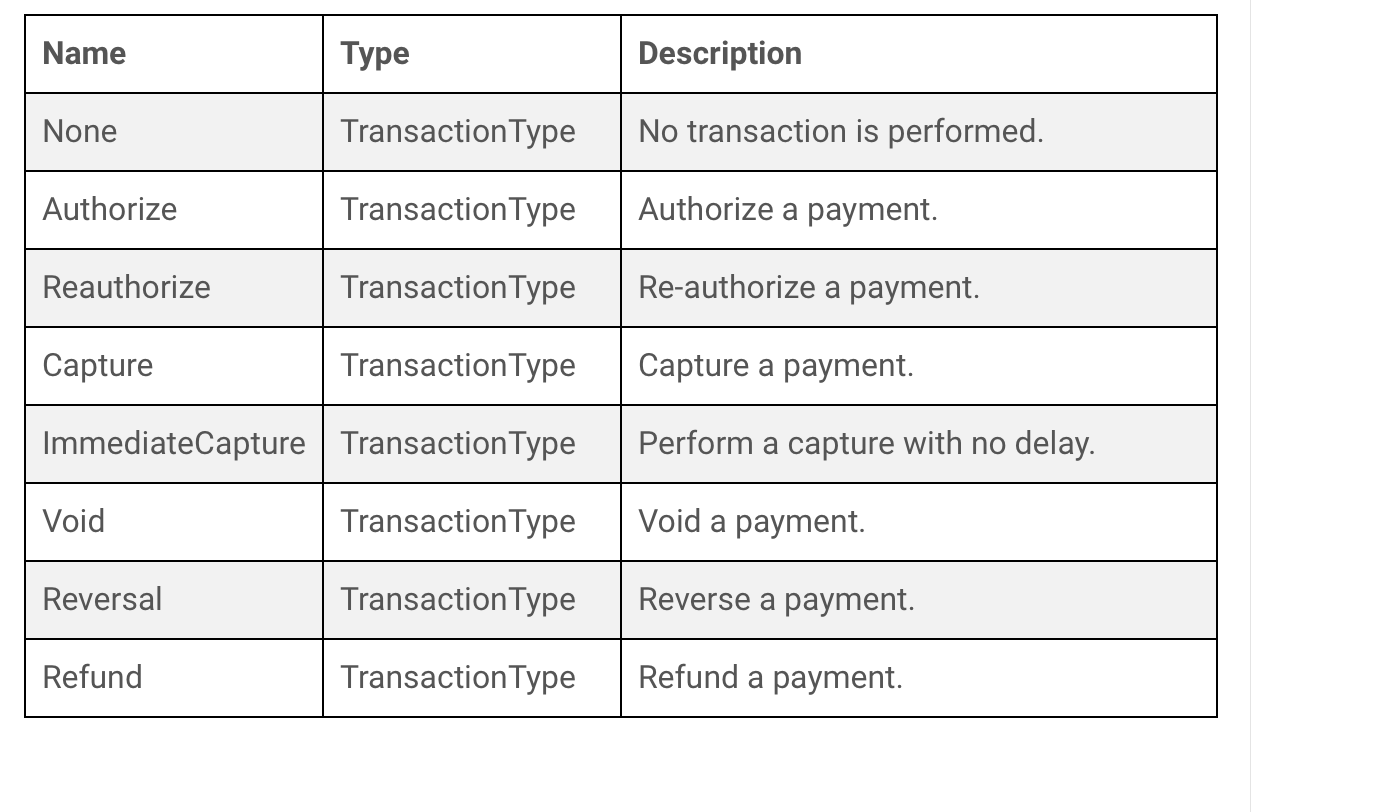 Name Type Description
None TransactionType No transaction is performed.
Authorize TransactionType Authorize a payment.
Reauthorize TransactionType Re-authorize a payment.
Capture TransactionType Capture a payment.
ImmediateCapture TransactionType Perform a capture with no delay.
Void TransactionType Void a payment.
Reversal TransactionType Reverse a payment.
Refund TransactionType Refund a payment.